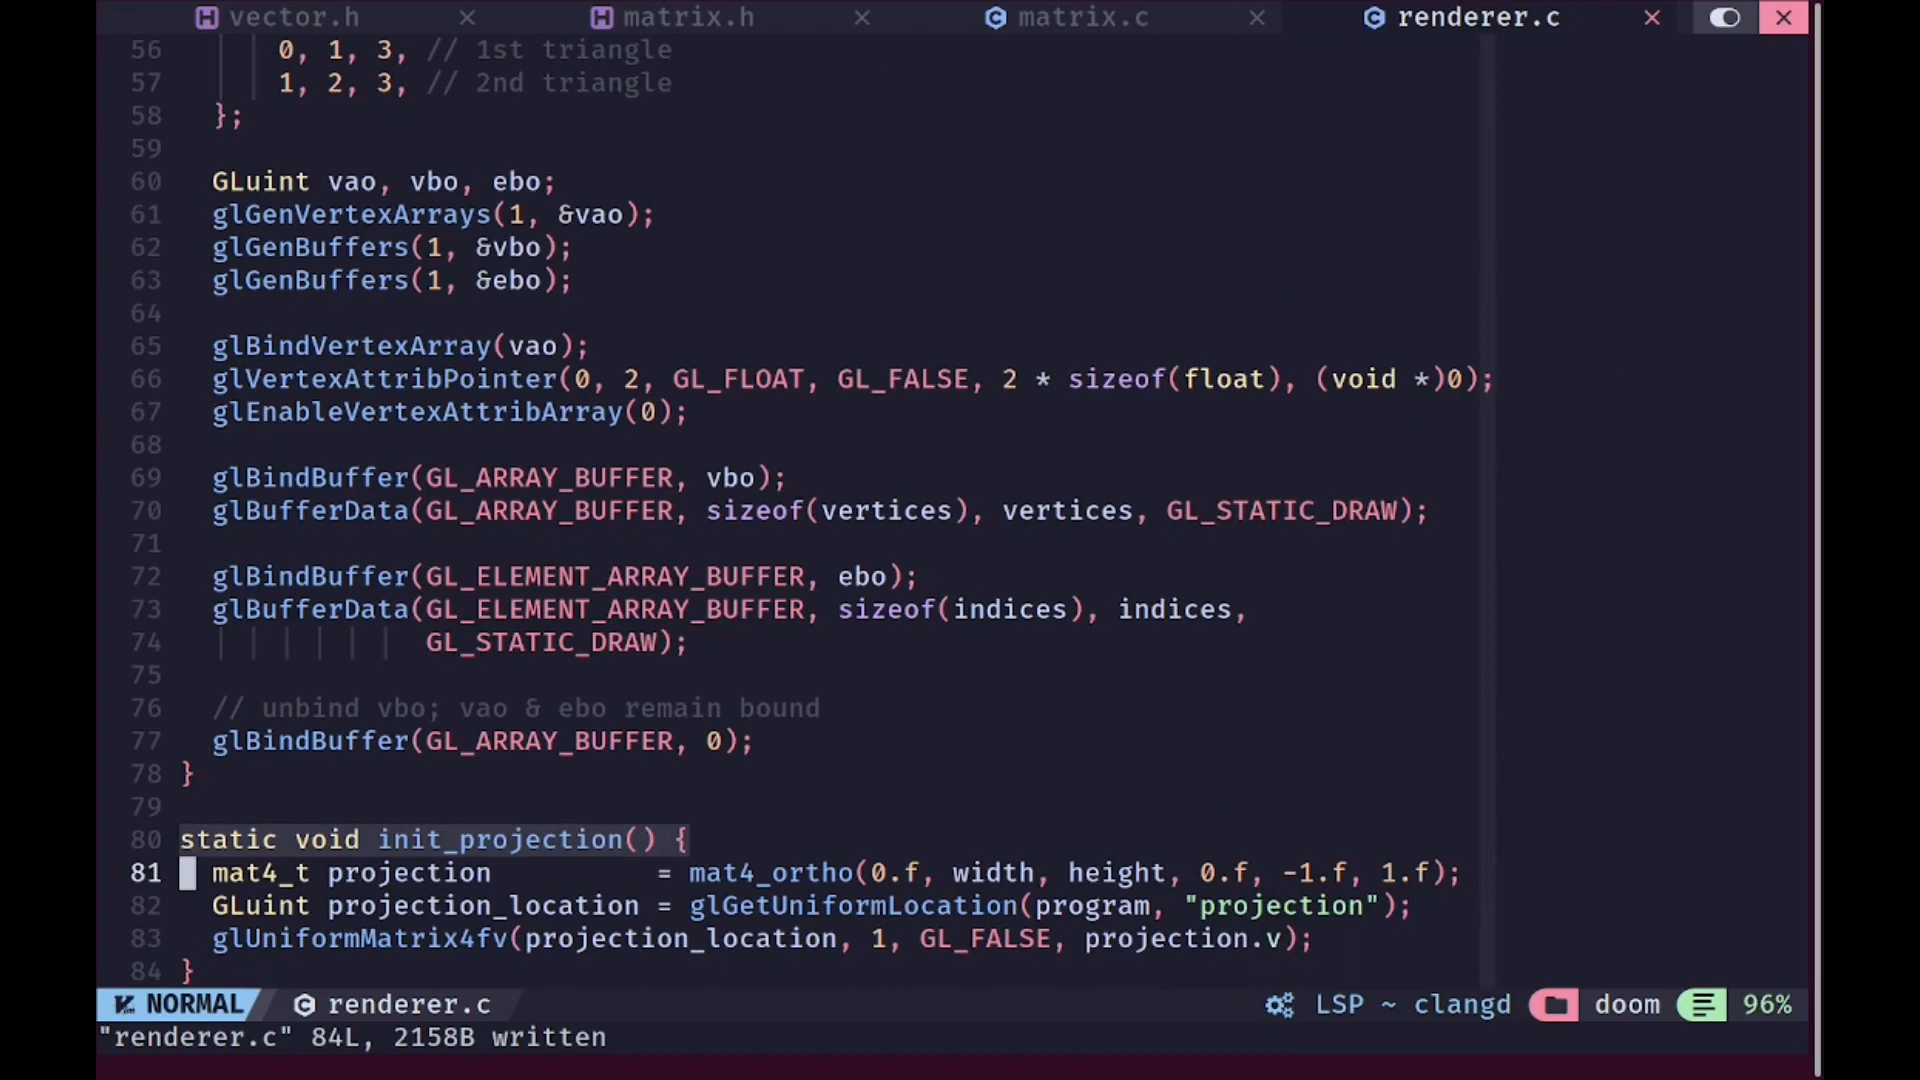 vector.h × matrix.h × matrix.c × renderer.c × ×
56 0, 1, 3, // 1st triangle
57 1, 2, 3, // 2nd triangle
58 };
59
60 GLuint vao, vbo, ebo;
61 glGenVertexArrays(1, &vao);
62 glGenBuffers(1, &vbo);
63 glGenBuffers(1, &ebo);
64
65 glBindVertexArray(vao);
66 glVertexAttribPointer(0, 2, GL_FLOAT, GL_FALSE, 2 * sizeof(float), (void *)0);
67 glEnableVertexAttribArray(0);
68
69 glBindBuffer(GL_ARRAY_BUFFER, vbo);
70 glBufferData(GL_ARRAY_BUFFER, sizeof(vertices), vertices, GL_STATIC_DRAW);
71
72 glBindBuffer(GL_ELEMENT_ARRAY_BUFFER, ebo);
73 glBufferData(GL_ELEMENT_ARRAY_BUFFER, sizeof(indices), indices,
74 GL_STATIC_DRAW);
75
76 // unbind vbo; vao & ebo remain bound
77 glBindBuffer(GL_ARRAY_BUFFER, 0);
78 }
79
80 static void init_projection() {
81 mat4_t projection = mat4_ortho(0.f, width, height, 0.f, -1.f, 1.f);
82 GLuint projection_location = glGetUniformLocation(program, "projection");
83 glUniformMatrix4fv(projection_location, 1, GL_FALSE, projection.v);
84 }
NORMAL renderer.c LSP ~ clangd doom 96%
"renderer.c" 84L, 2158B written